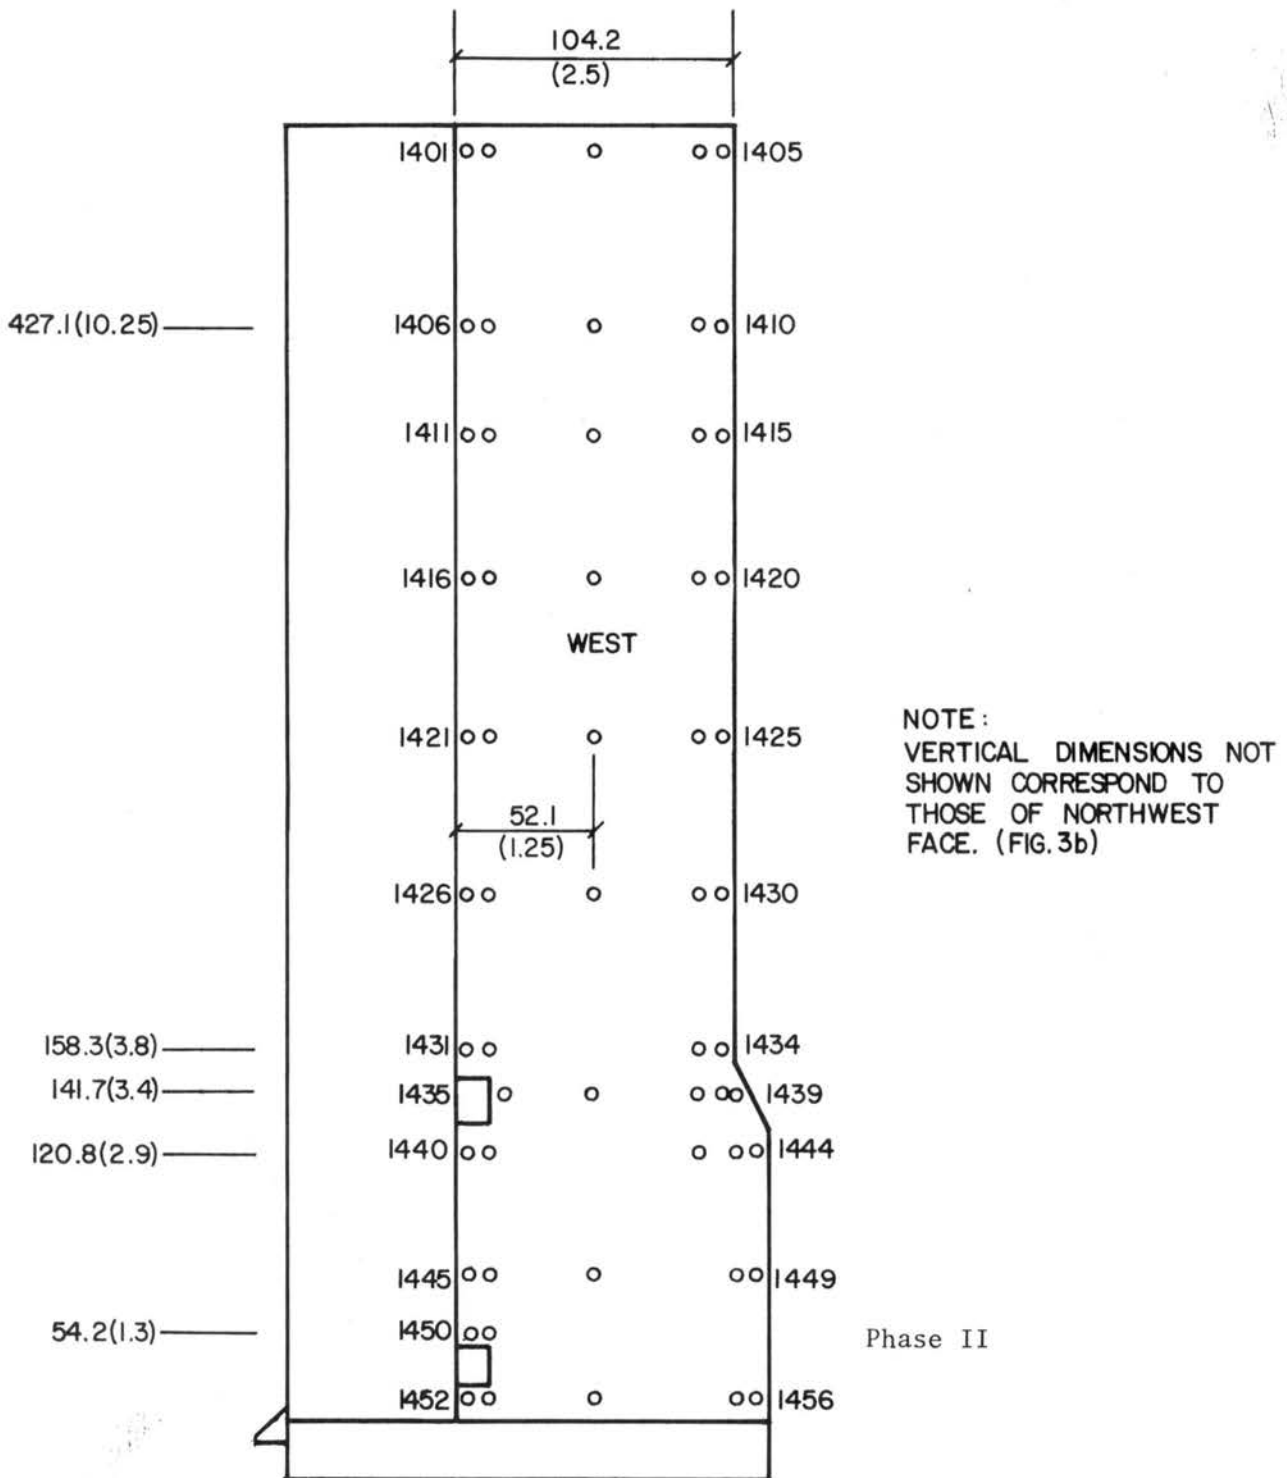 104.2
(2.5)
1401 1405
427.1(10.25) 1406 1410
1411 1415
1416 1420
WEST
1421 1425
NOTE:
VERTICAL DIMENSIONS NOT
SHOWN CORRESPOND TO
THOSE OF NORTHWEST
FACE. (FIG. 3b)
52.1
(1.25)
1426 1430
158.3(3.8) 1431 1434
141.7(3.4) 1435 1439
120.8(2.9) 1440 1444
1445 1449
54.2(1.3) 1450
Phase II
1452 1456